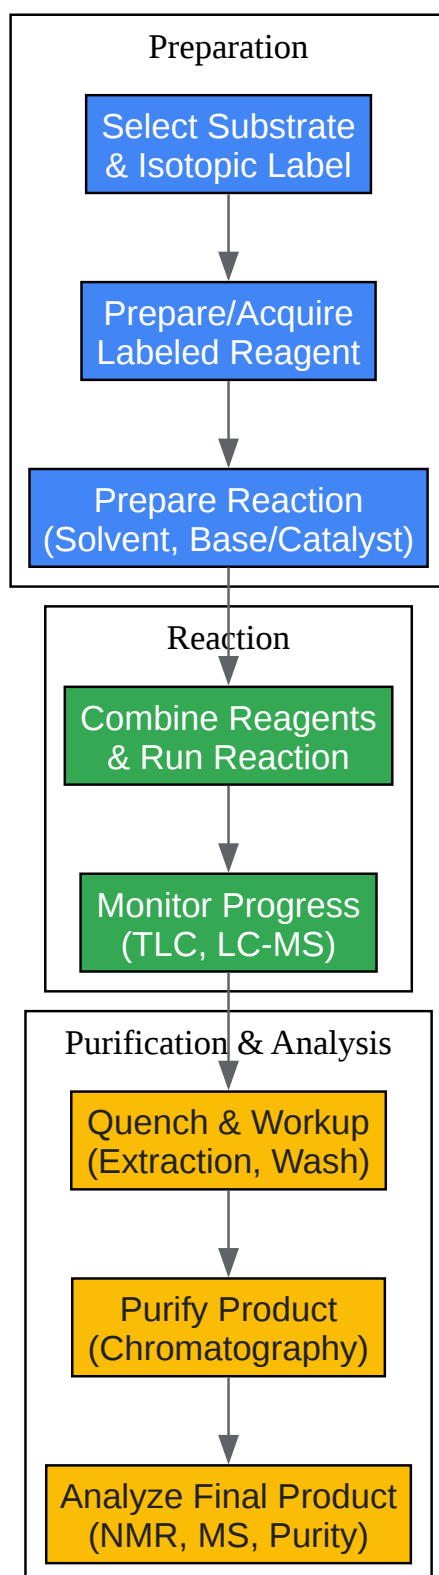 Preparation
Select Substrate
& Isotopic Label
Prepare/Acquire
Labeled Reagent
Prepare Reaction
(Solvent, Base/Catalyst)
Reaction
Combine Reagents
& Run Reaction
Monitor Progress
(TLC, LC-MS)
Purification & Analysis
Quench & Workup
(Extraction, Wash)
Purify Product
(Chromatography)
Analyze Final Product
(NMR, MS, Purity)